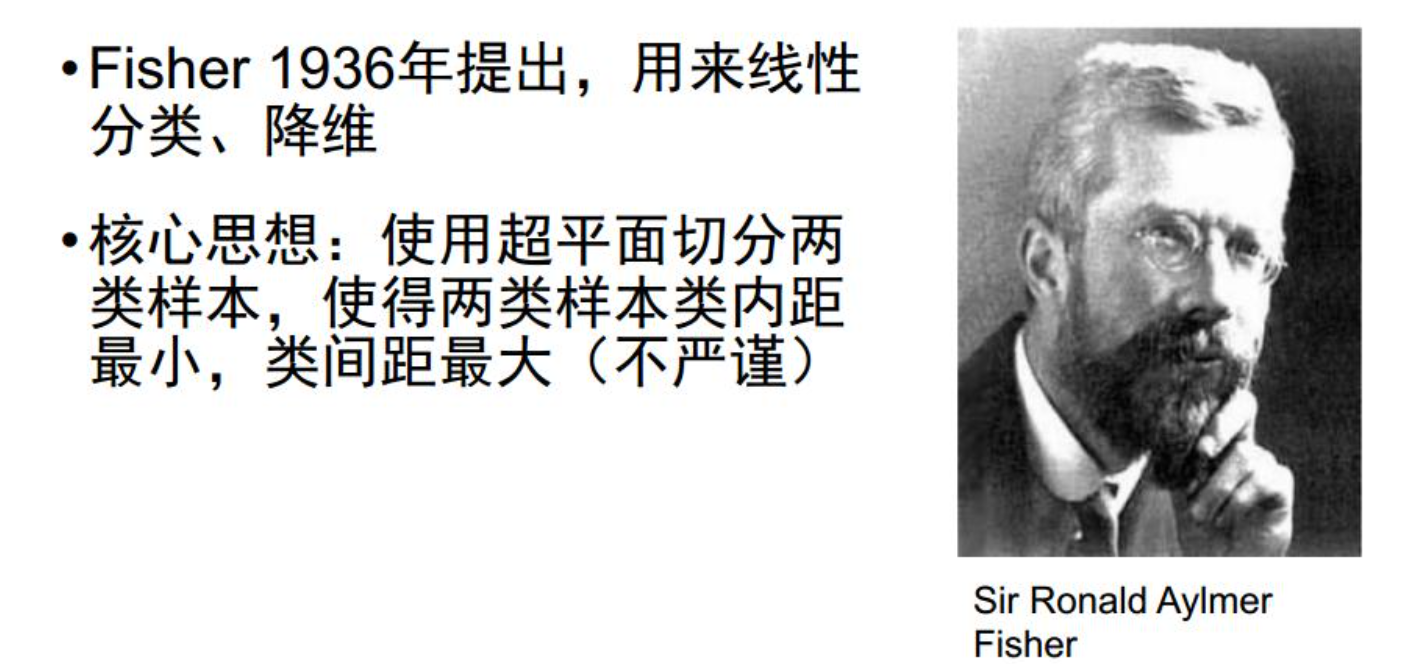 •Fisher 1936年提出，用来线性
分类、降维
•核心思想：使用超平面切分两
类样本，使得两类样本类内距
最小，类间距最大（不严谨）
Sir Ronald Aylmer
Fisher